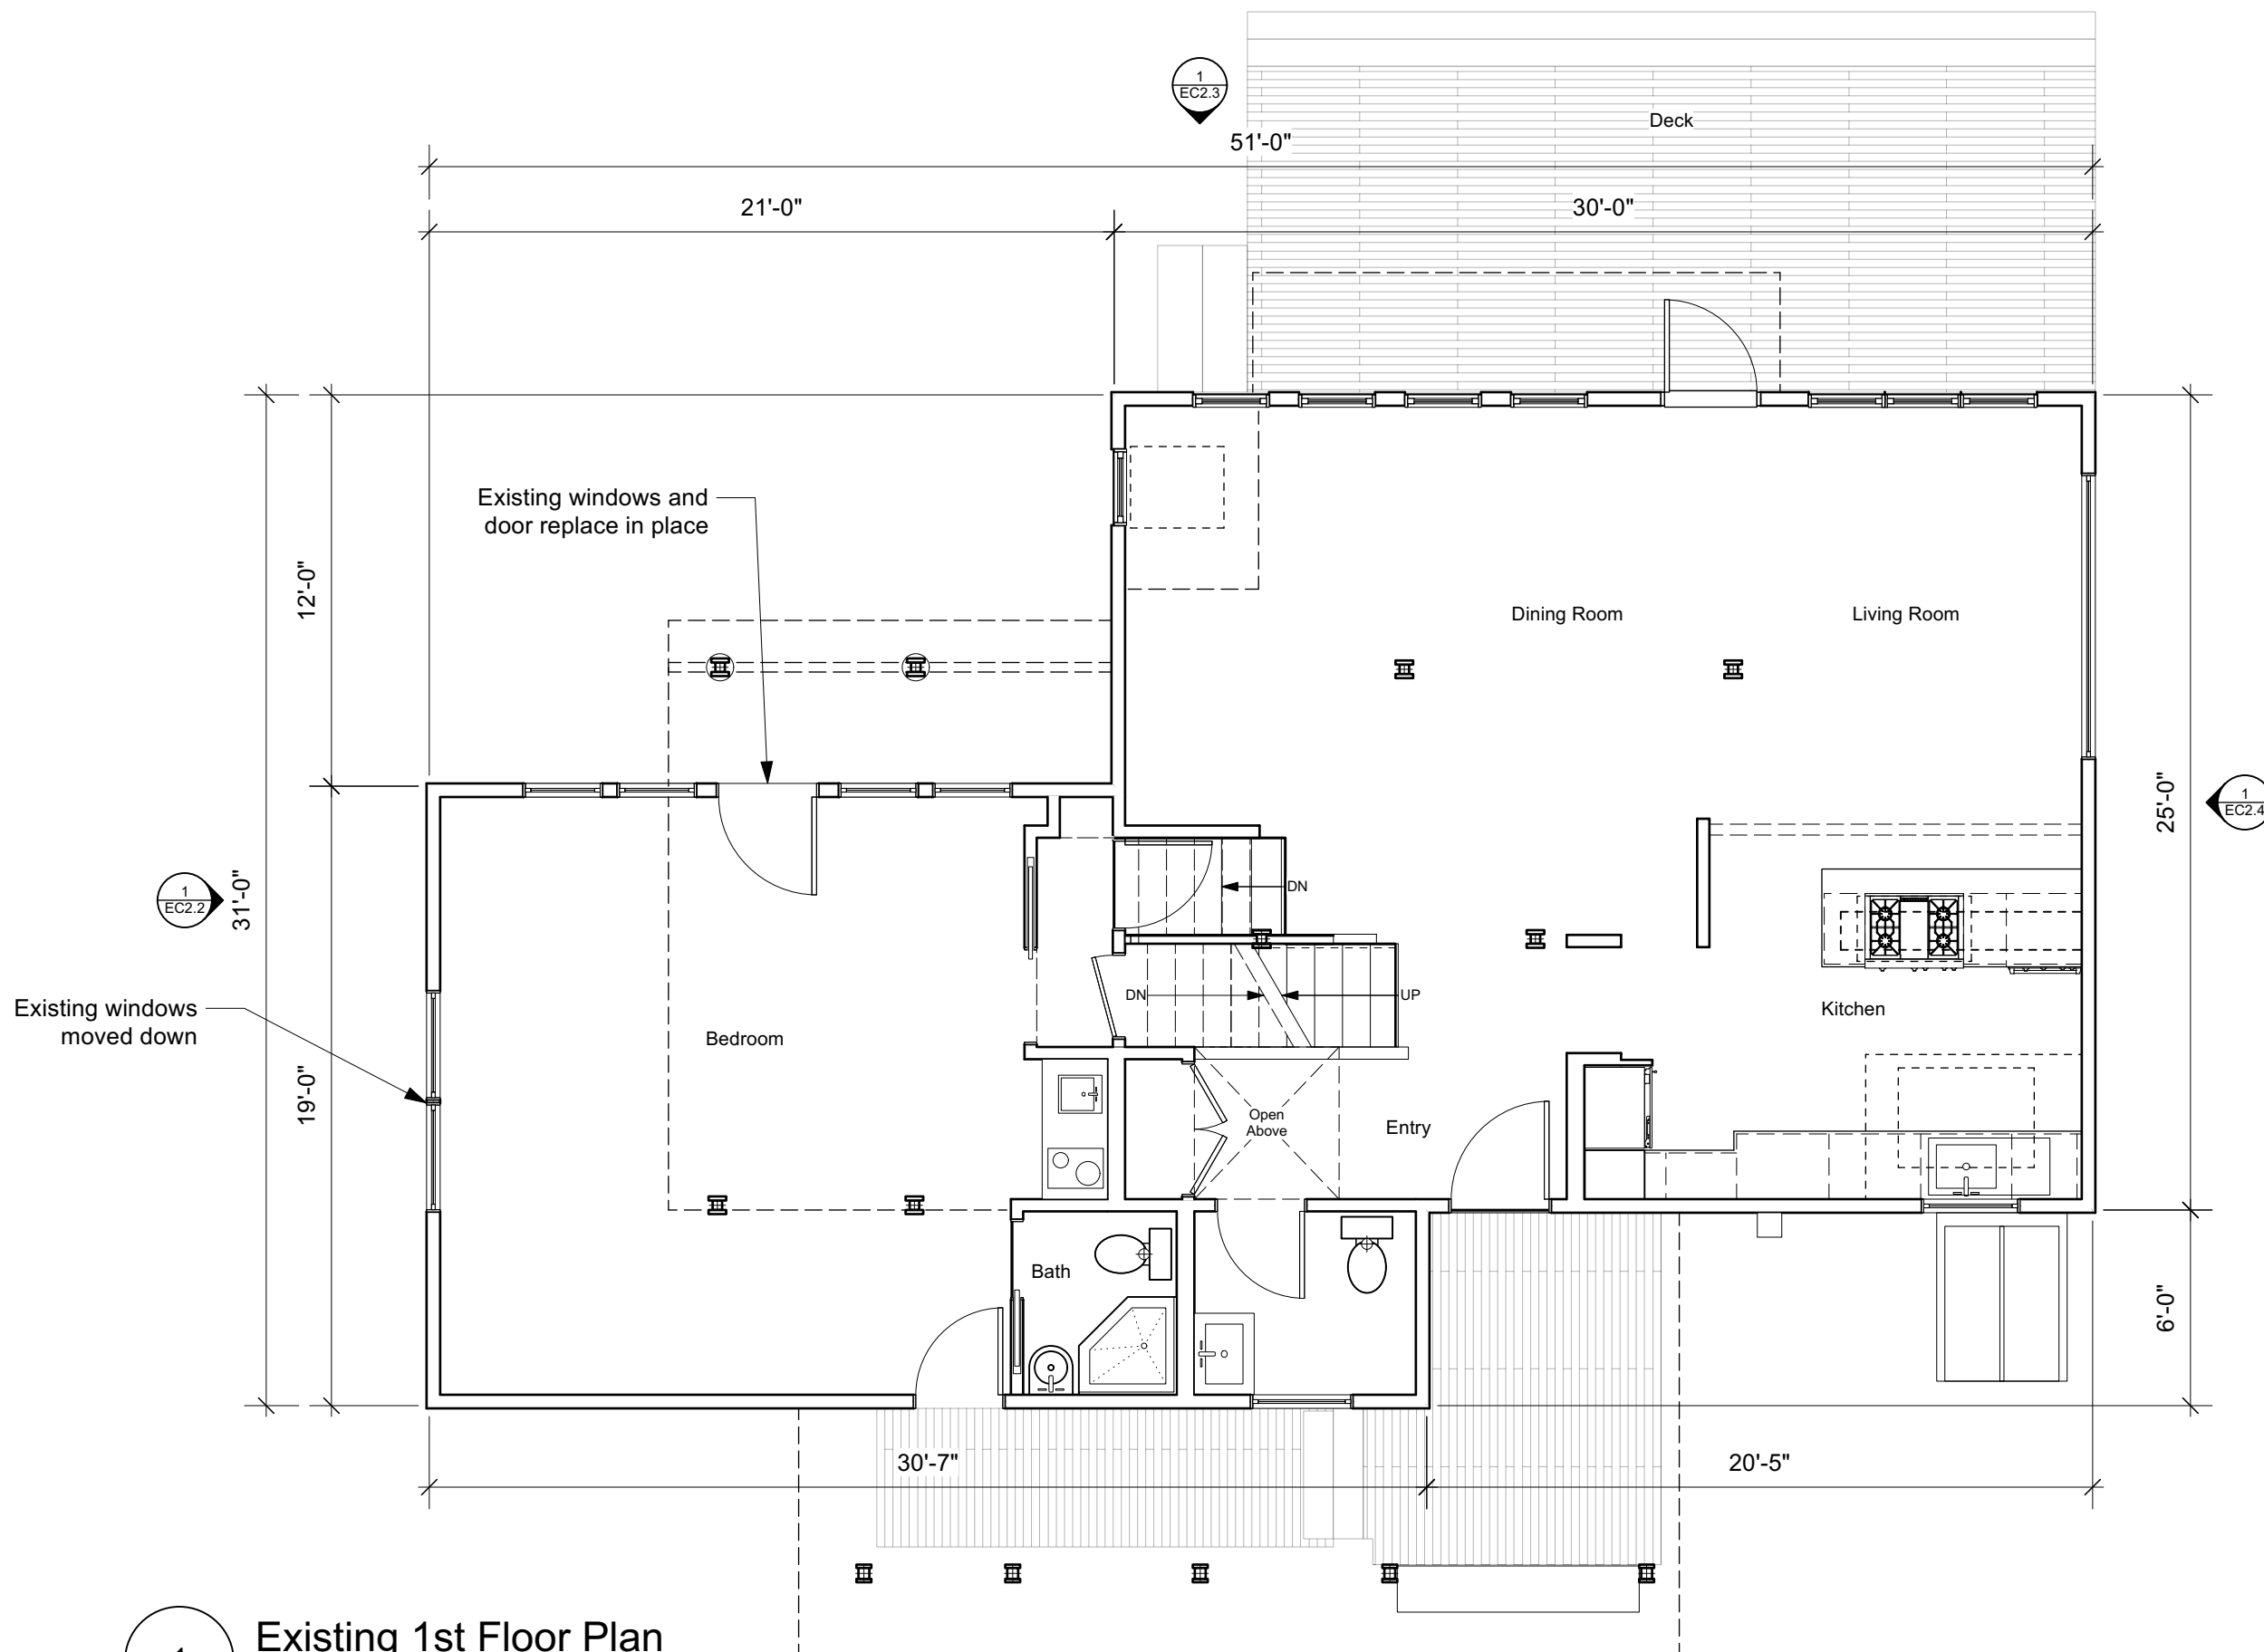 1
EC2.3
Deck
51'-0"
21'-0"
30'-0"
Existing windows and
door replace in place
12'-0"
Dining Room
Living Room
25'-0"
1
EC2.4
1
EC2.2
31'-0"
DN
DN
UP
Existing windows
moved down
Kitchen
Bedroom
19'-0"
Open
Above
Entry
Bath
6'-0"
30'-7"
20'-5"
Existing 1st Floor Plan